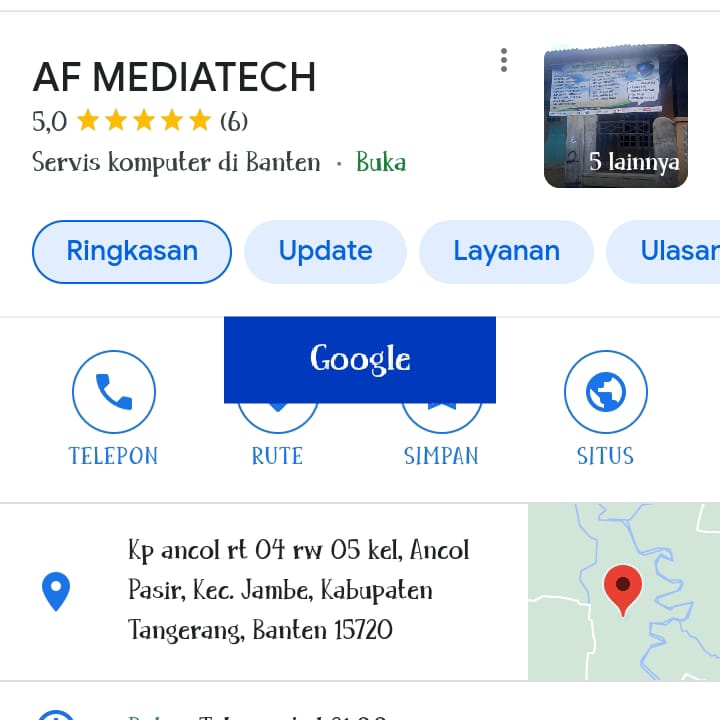 AF MEDIATECH
5,0 (6)
Servis komputer di Banten · Buka
5 lainnya
Ringkasan Update Layanan Ulasan
Google
TELEPON RUTE SIMPAN SITUS
Kp ancol rt 04 rw 05 kel, Ancol
Pasir, Kec. Jambe, Kabupaten
Tangerang, Banten 15720